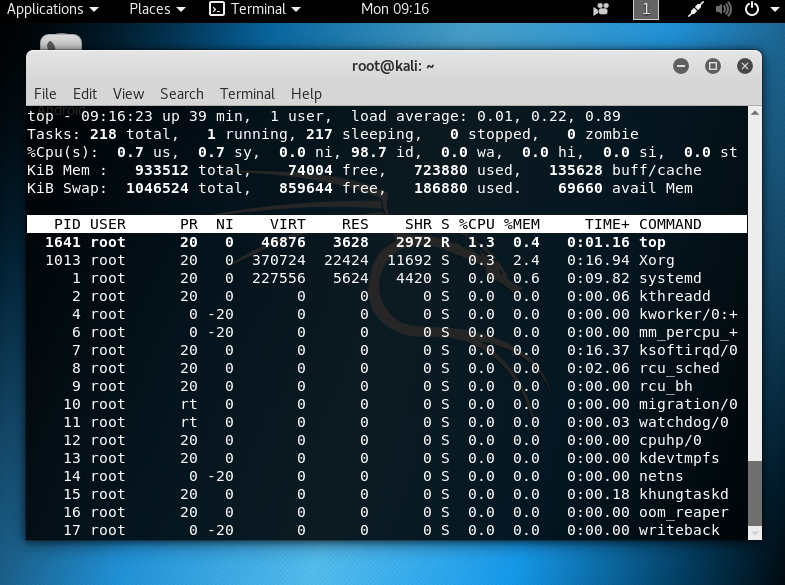 Applications Places Terminal Mon 09:16 1
root@kali: ~
File Edit View Search Terminal Help
Android
top - 09:16:23 up 39 min,  1 user,  load average: 0.01, 0.22, 0.89
Tasks: 218 total,   1 running, 217 sleeping,   0 stopped,   0 zombie
%Cpu(s):  0.7 us,  0.7 sy,  0.0 ni, 98.7 id,  0.0 wa,  0.0 hi,  0.0 si,  0.0 st
KiB Mem :   933512 total,    74004 free,   723880 used,   135628 buff/cache
KiB Swap:  1046524 total,   859644 free,   186880 used.    69660 avail Mem
PID USER      PR  NI    VIRT    RES    SHR S %CPU %MEM     TIME+ COMMAND
1641 root      20   0   46876   3628   2972 R  1.3  0.4   0:01.16 top
1013 root      20   0  370724  22424  11692 S  0.3  2.4   0:16.94 Xorg
1 root      20   0  227556   5624   4420 S  0.0  0.6   0:09.82 systemd
2 root      20   0       0      0      0 S  0.0  0.0   0:00.06 kthreadd
4 root       0 -20       0      0      0 S  0.0  0.0   0:00.00 kworker/0:+
6 root       0 -20       0      0      0 S  0.0  0.0   0:00.00 mm_percpu_+
7 root      20   0       0      0      0 S  0.0  0.0   0:16.37 ksoftirqd/0
8 root      20   0       0      0      0 S  0.0  0.0   0:02.06 rcu_sched
9 root      20   0       0      0      0 S  0.0  0.0   0:00.00 rcu_bh
10 root      rt   0       0      0      0 S  0.0  0.0   0:00.00 migration/0
11 root      rt   0       0      0      0 S  0.0  0.0   0:00.03 watchdog/0
12 root      20   0       0      0      0 S  0.0  0.0   0:00.00 cpuhp/0
13 root      20   0       0      0      0 S  0.0  0.0   0:00.00 kdevtmpfs
14 root       0 -20       0      0      0 S  0.0  0.0   0:00.00 netns
15 root      20   0       0      0      0 S  0.0  0.0   0:00.18 khungtaskd
16 root      20   0       0      0      0 S  0.0  0.0   0:00.00 oom_reaper
17 root       0 -20       0      0      0 S  0.0  0.0   0:00.00 writeback